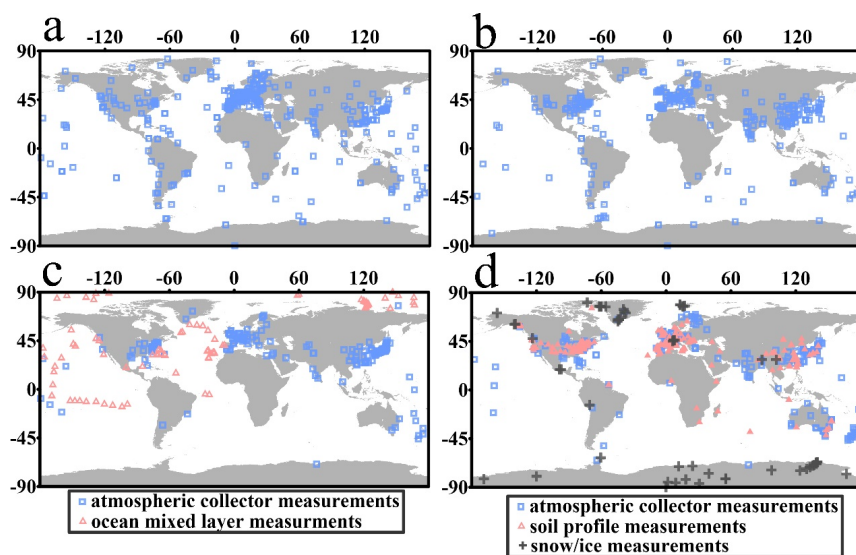 a
b
-120 -60 0 60 120
-120 -60 0 60 120
90
45
0
-45
-90
90
45
0
-45
-90
c
d
-120 -60 0 60 120
-120 -60 0 60 120
90
45
0
-45
-90
90
45
0
-45
-90
atmospheric collector measurements
ocean mixed layer measurments
atmospheric collector measurements
soil profile measurements
snow/ice measurements